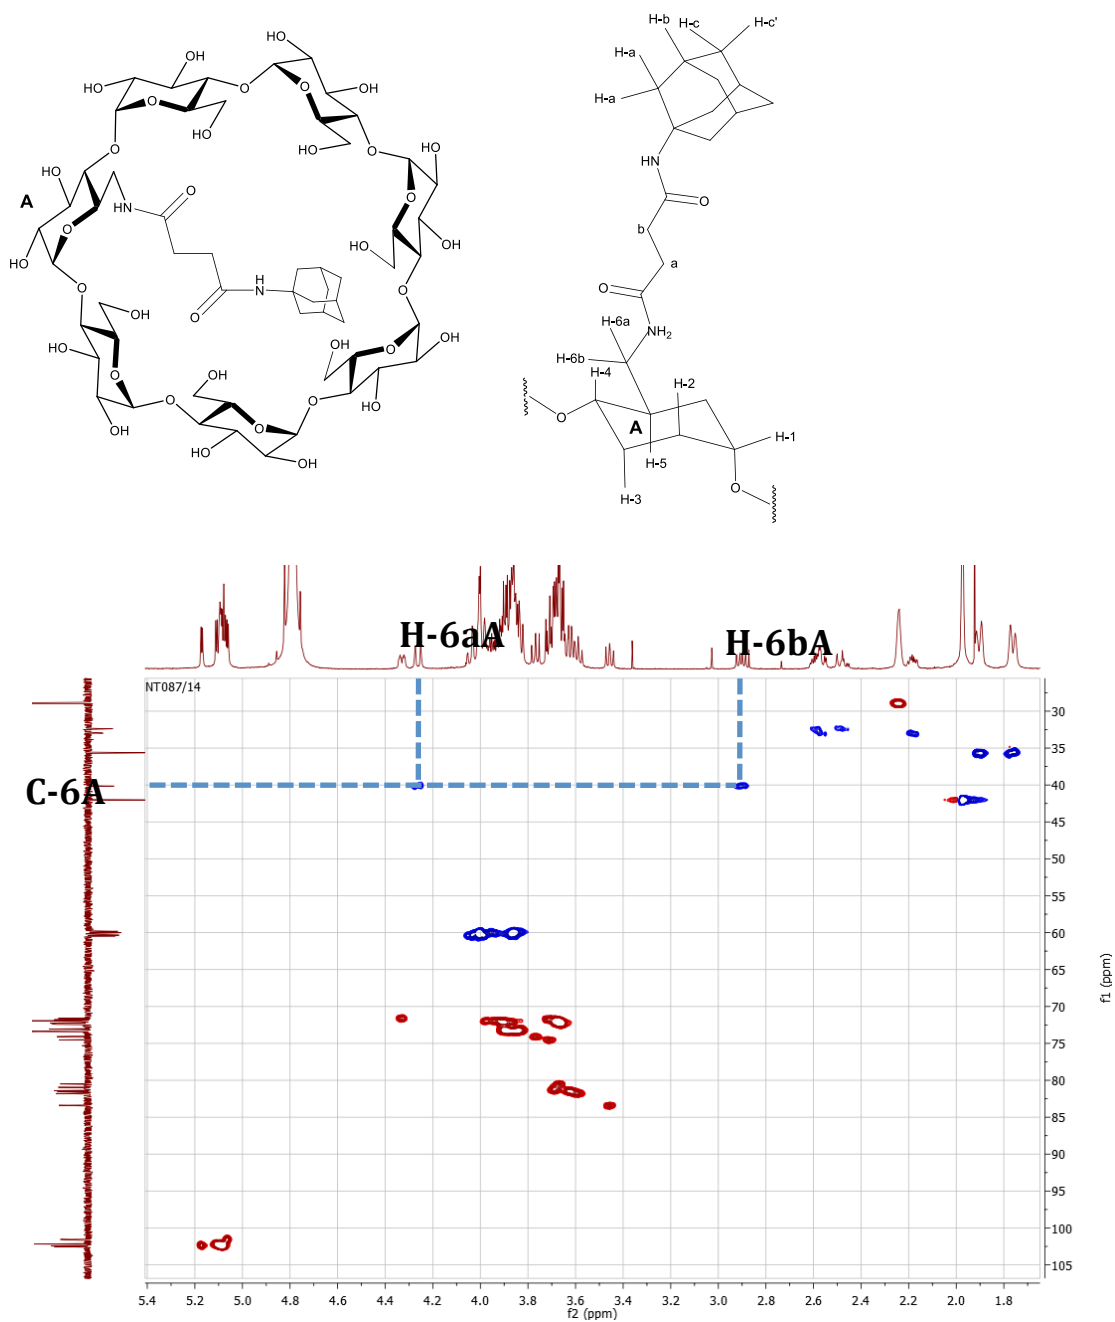 OH
HO
OH
HO
O
HO
OH
O
O
O
HO
HO
HO
O
HO
OH
A
HN
O
O
O
OH
HO
OH
O
HO
O
O
H
N
O
OH
HO
O
HO
OH
O
O
HO
OH
OH
O
O
OH
HO
OH
OH
H-b
H-c
H-c'
H-a
H-a
HN
O
b
a
O
H-6a
NH2
H-6b
H-4
H-2
O
A
H-1
H-5
O
H-3
H-6aA
H-6bA
NT087/14
C-6A
30
35
40
45
50
55
60
65
70
75
80
85
90
95
100
105
f1 (ppm)
5.4 5.0 4.8 4.6 4.4 4.2 4.0 3.8 3.6 3.4 3.2 3.0 2.8 2.6 2.4 2.2 2.0 1.8
f2 (ppm)